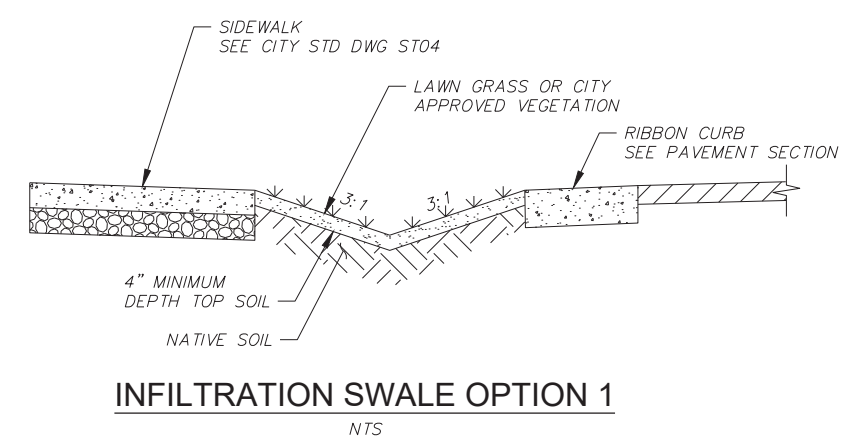 SIDEWALK
SEE CITY STD DWG ST04
LAWN GRASS OR CITY
APPROVED VEGETATION
RIBBON CURB
SEE PAVEMENT SECTION
3:1
3:1
4" MINIMUM
DEPTH TOP SOIL
NATIVE SOIL
INFILTRATION SWALE OPTION 1
NTS